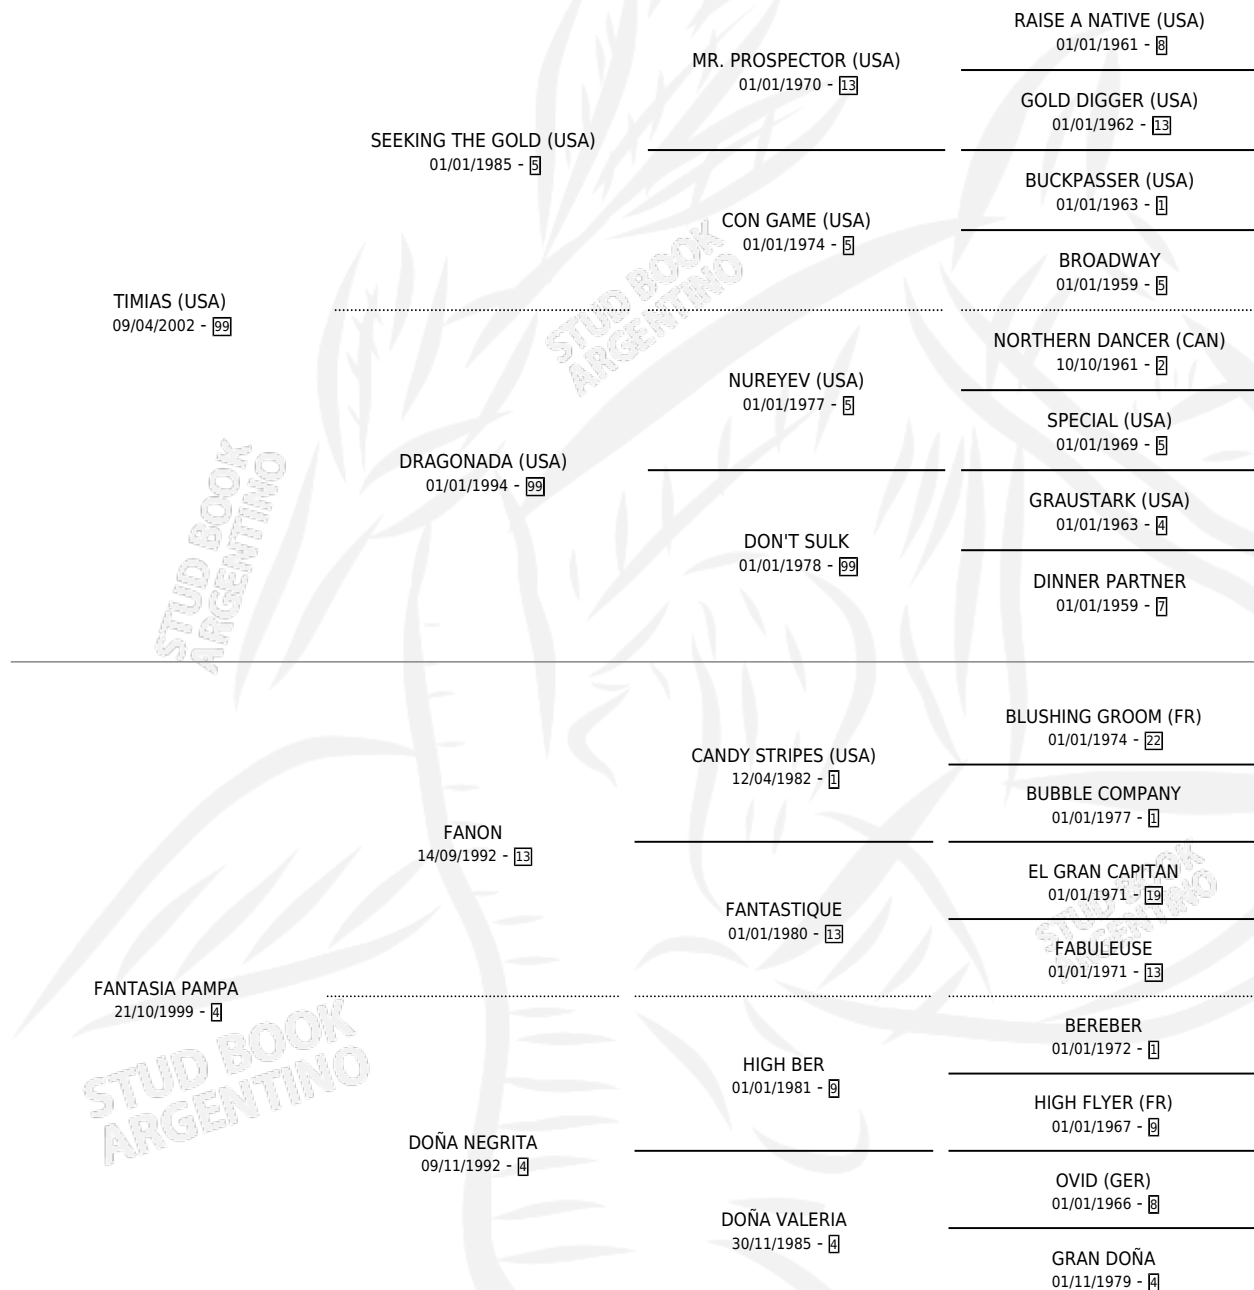 RAISE A NATIVE (USA)
01/01/1961 - 8
MR. PROSPECTOR (USA)
01/01/1970 - 13
GOLD DIGGER (USA)
01/01/1962 - 13
SEEKING THE GOLD (USA)
01/01/1985 - 5
BUCKPASSER (USA)
01/01/1963 - 1
CON GAME (USA)
01/01/1974 - 5
BROADWAY
01/01/1959 - 5
TIMIAS (USA)
09/04/2002 - 99
NORTHERN DANCER (CAN)
10/10/1961 - 2
NUREYEV (USA)
01/01/1977 - 5
SPECIAL (USA)
01/01/1969 - 5
DRAGONADA (USA)
01/01/1994 - 99
GRAUSTARK (USA)
01/01/1963 - 4
DON'T SULK
01/01/1978 - 99
DINNER PARTNER
01/01/1959 - 7
BLUSHING GROOM (FR)
01/01/1974 - 22
CANDY STRIPES (USA)
12/04/1982 - 1
BUBBLE COMPANY
01/01/1977 - 1
FANON
14/09/1992 - 13
EL GRAN CAPITAN
01/01/1971 - 19
FANTASTIQUE
01/01/1980 - 13
FABULEUSE
01/01/1971 - 13
FANTASIA PAMPA
21/10/1999 - 4
BEREBER
01/01/1972 - 1
HIGH BER
01/01/1981 - 9
HIGH FLYER (FR)
01/01/1967 - 9
DOÑA NEGRITA
09/11/1992 - 4
OVID (GER)
01/01/1966 - 8
DOÑA VALERIA
30/11/1985 - 4
GRAN DOÑA
01/11/1979 - 4
STUD BOOK
ARGENTINO
STUD BOOK
ARGENTINO
STUD BOOK
ARGENTINO
STUD BOOK
ARGENTINO